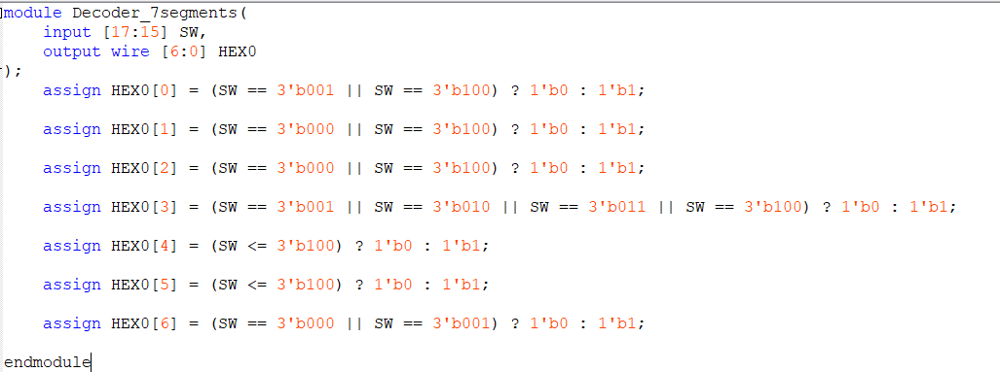 module Decoder_7segments(
input [17:15] SW,
output wire [6:0] HEX0
);
assign HEX0[0] = (SW == 3'b001 || SW == 3'b100) ? 1'b0 : 1'b1;
assign HEX0[1] = (SW == 3'b000 || SW == 3'b100) ? 1'b0 : 1'b1;
assign HEX0[2] = (SW == 3'b000 || SW == 3'b100) ? 1'b0 : 1'b1;
assign HEX0[3] = (SW == 3'b001 || SW == 3'b010 || SW == 3'b011 || SW == 3'b100) ? 1'b0 : 1'b1;
assign HEX0[4] = (SW <= 3'b100) ? 1'b0 : 1'b1;
assign HEX0[5] = (SW <= 3'b100) ? 1'b0 : 1'b1;
assign HEX0[6] = (SW == 3'b000 || SW == 3'b001) ? 1'b0 : 1'b1;
endmodule